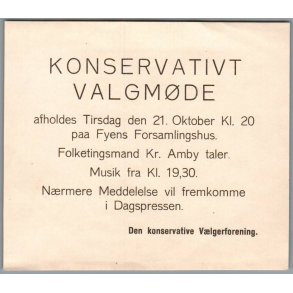 KONSERVATIVT
VALGMØDE
afholdes Tirsdag den 21. Oktober Kl. 20
paa Fyens Forsamlingshus.
Folketingsmand Kr. Amby taler.
Musik fra Kl. 19,30.
Nærmere Meddelelse vil fremkomme
i Dagspressen.
Den konservative Vælgerforening.